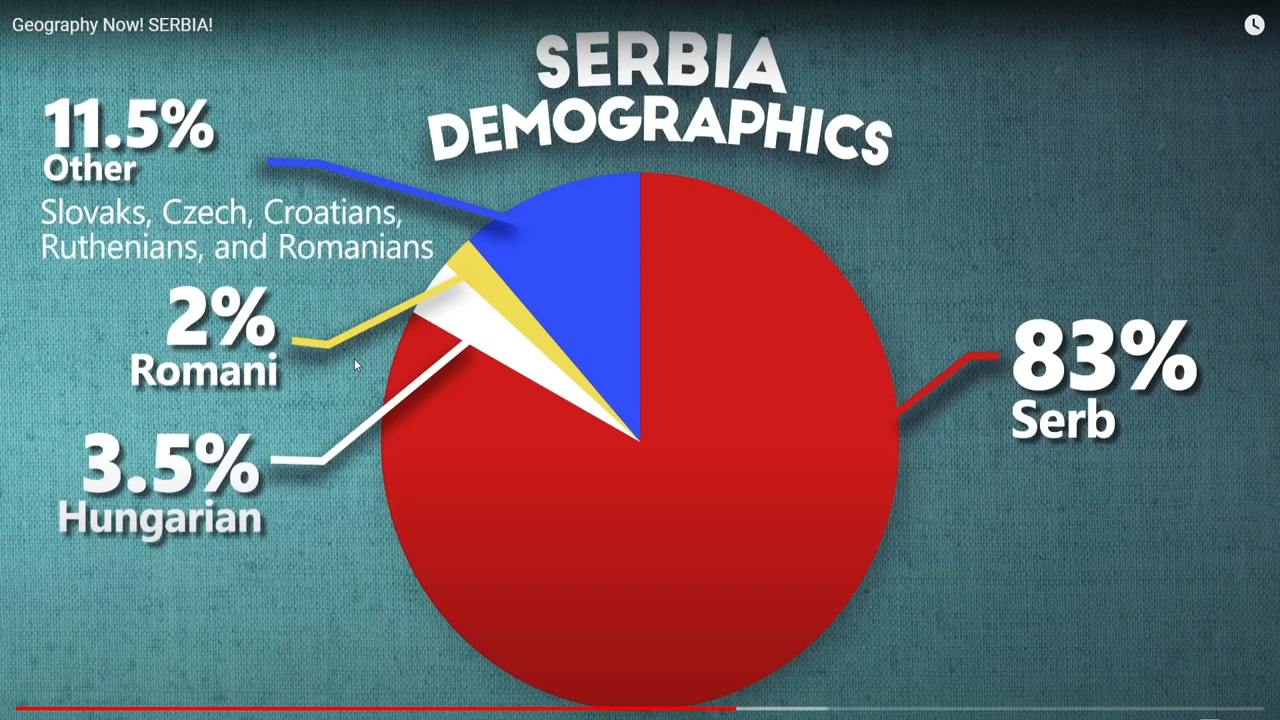 Geography Now! SERBIA!
SERBIA
DEMOGRAPHICS
11.5%
Other
Slovaks, Czech, Croatians,
Ruthenians, and Romanians
2%
Romani
3.5%
Hungarian
83%
Serb